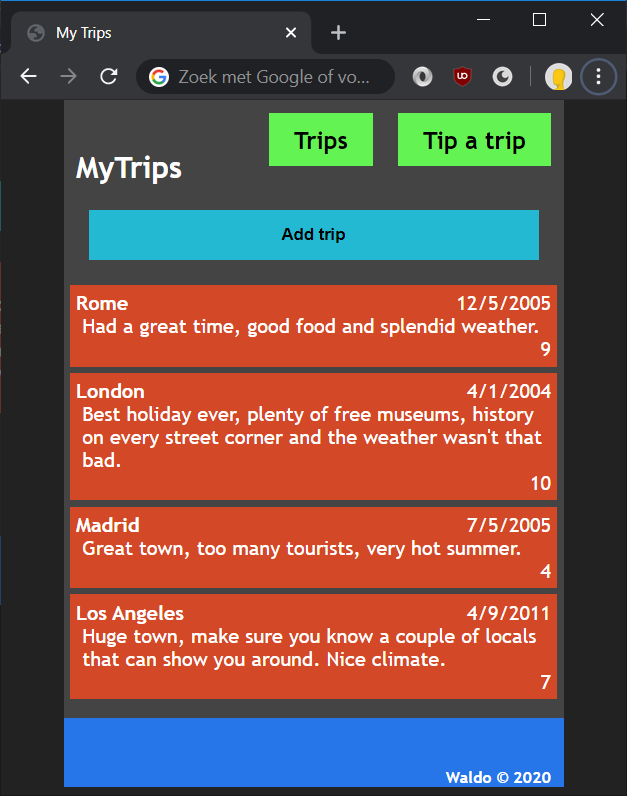 My Trips
Zoek met Google of vo...
Trips
Tip a trip
MyTrips
Add trip
Rome 12/5/2005
Had a great time, good food and splendid weather.
9
London 4/1/2004
Best holiday ever, plenty of free museums, history
on every street corner and the weather wasn't that
bad.
10
Madrid 7/5/2005
Great town, too many tourists, very hot summer.
4
Los Angeles 4/9/2011
Huge town, make sure you know a couple of locals
that can show you around. Nice climate.
7
Waldo © 2020